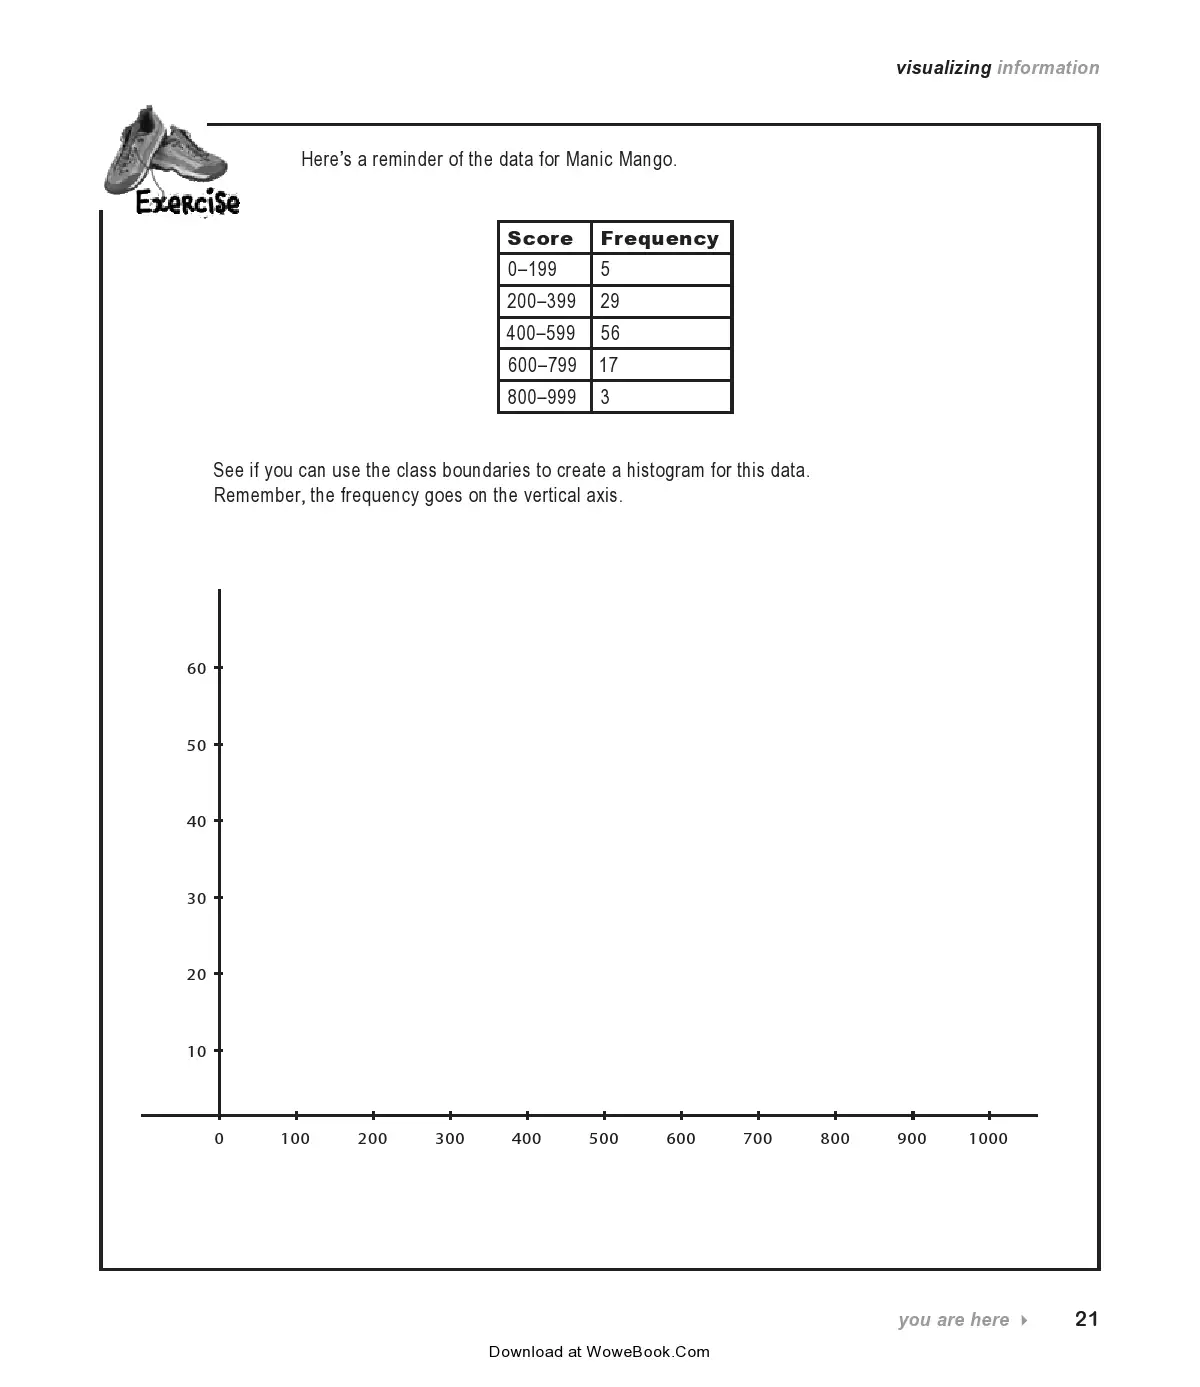 visualizing information
Here’s a reminder of the data for Manic Mango.
Exercise
Score Frequency
0–199 5
200–399 29
400–599 56
600–799 17
800–999 3
See if you can use the class boundaries to create a histogram for this data.
Remember, the frequency goes on the vertical axis.
60
50
40
30
20
10
0 100 200 300 400 500 600 700 800 900 1000
you are here 21
Download at WoweBook.Com